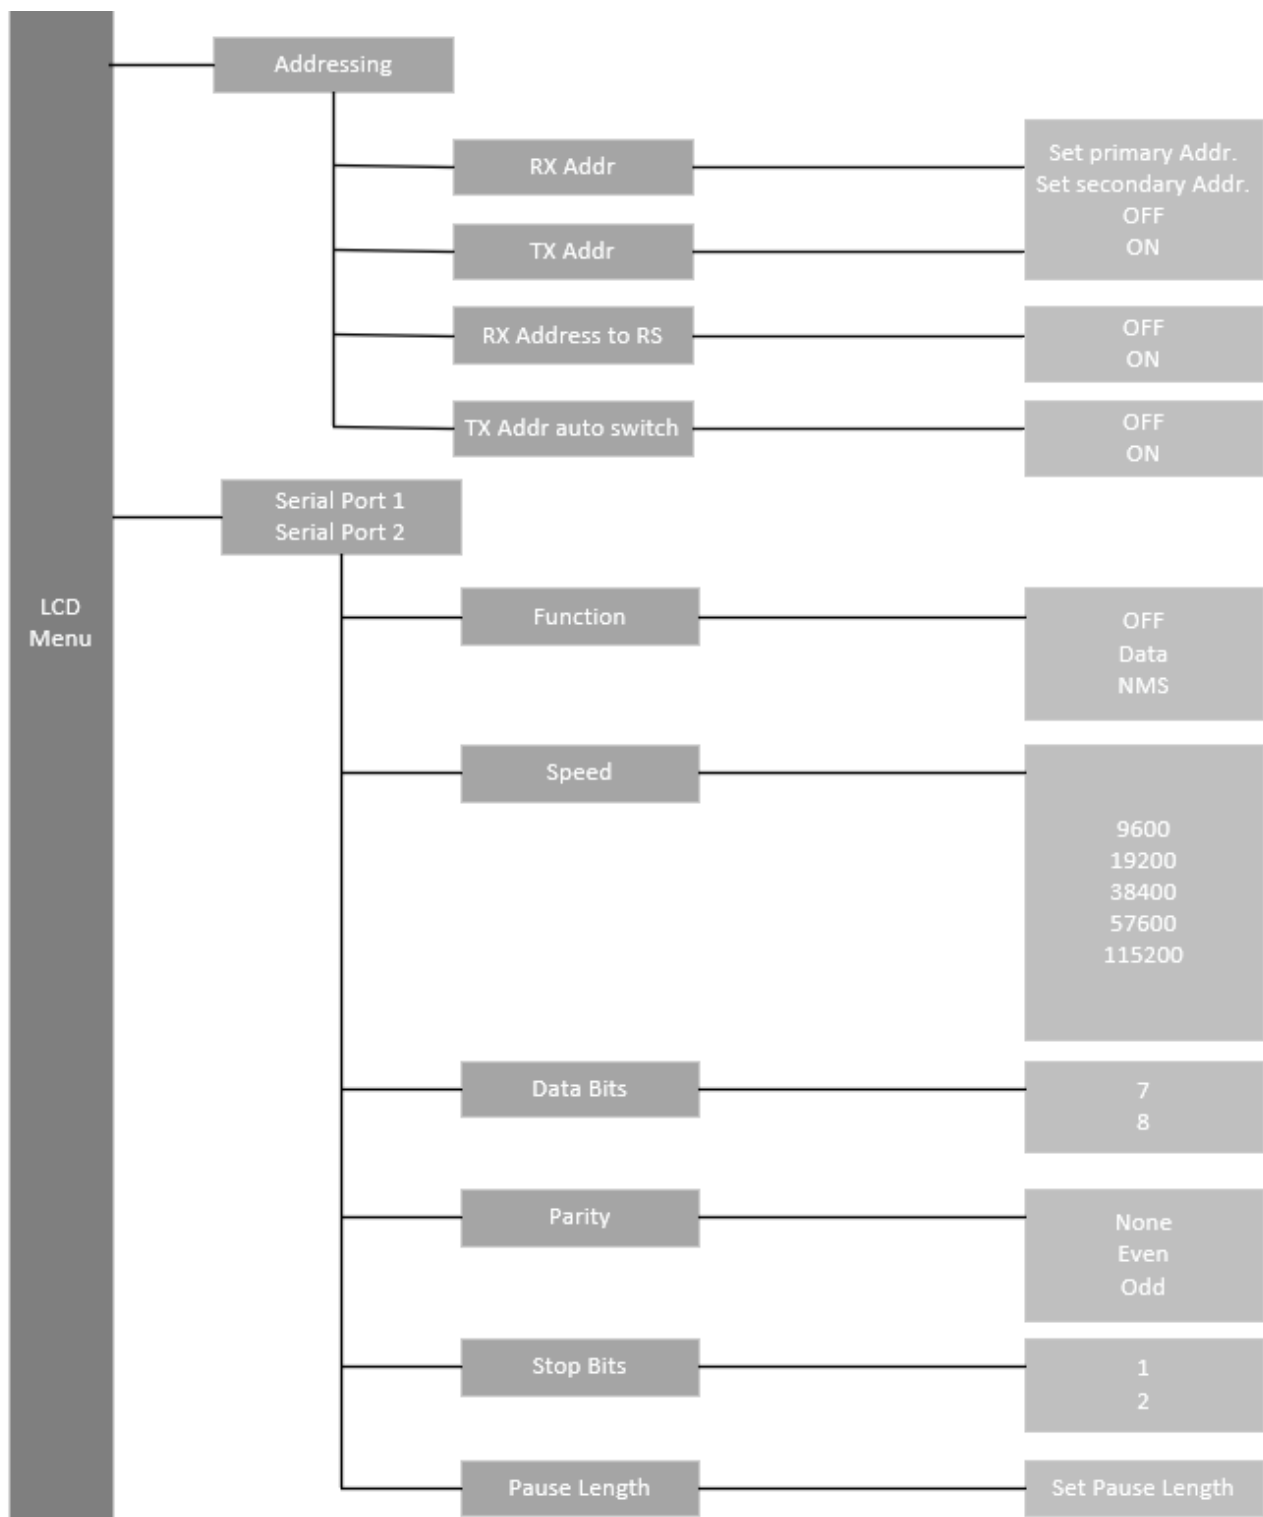 LCD
Menu
Addressing
RX Addr
TX Addr
Set primary Addr.
Set secondary Addr.
OFF
ON
RX Address to RS
OFF
ON
TX Addr auto switch
OFF
ON
Serial Port 1
Serial Port 2
Function
OFF
Data
NMS
Speed
9600
19200
38400
57600
115200
Data Bits
7
8
Parity
None
Even
Odd
Stop Bits
1
2
Pause Length
Set Pause Length